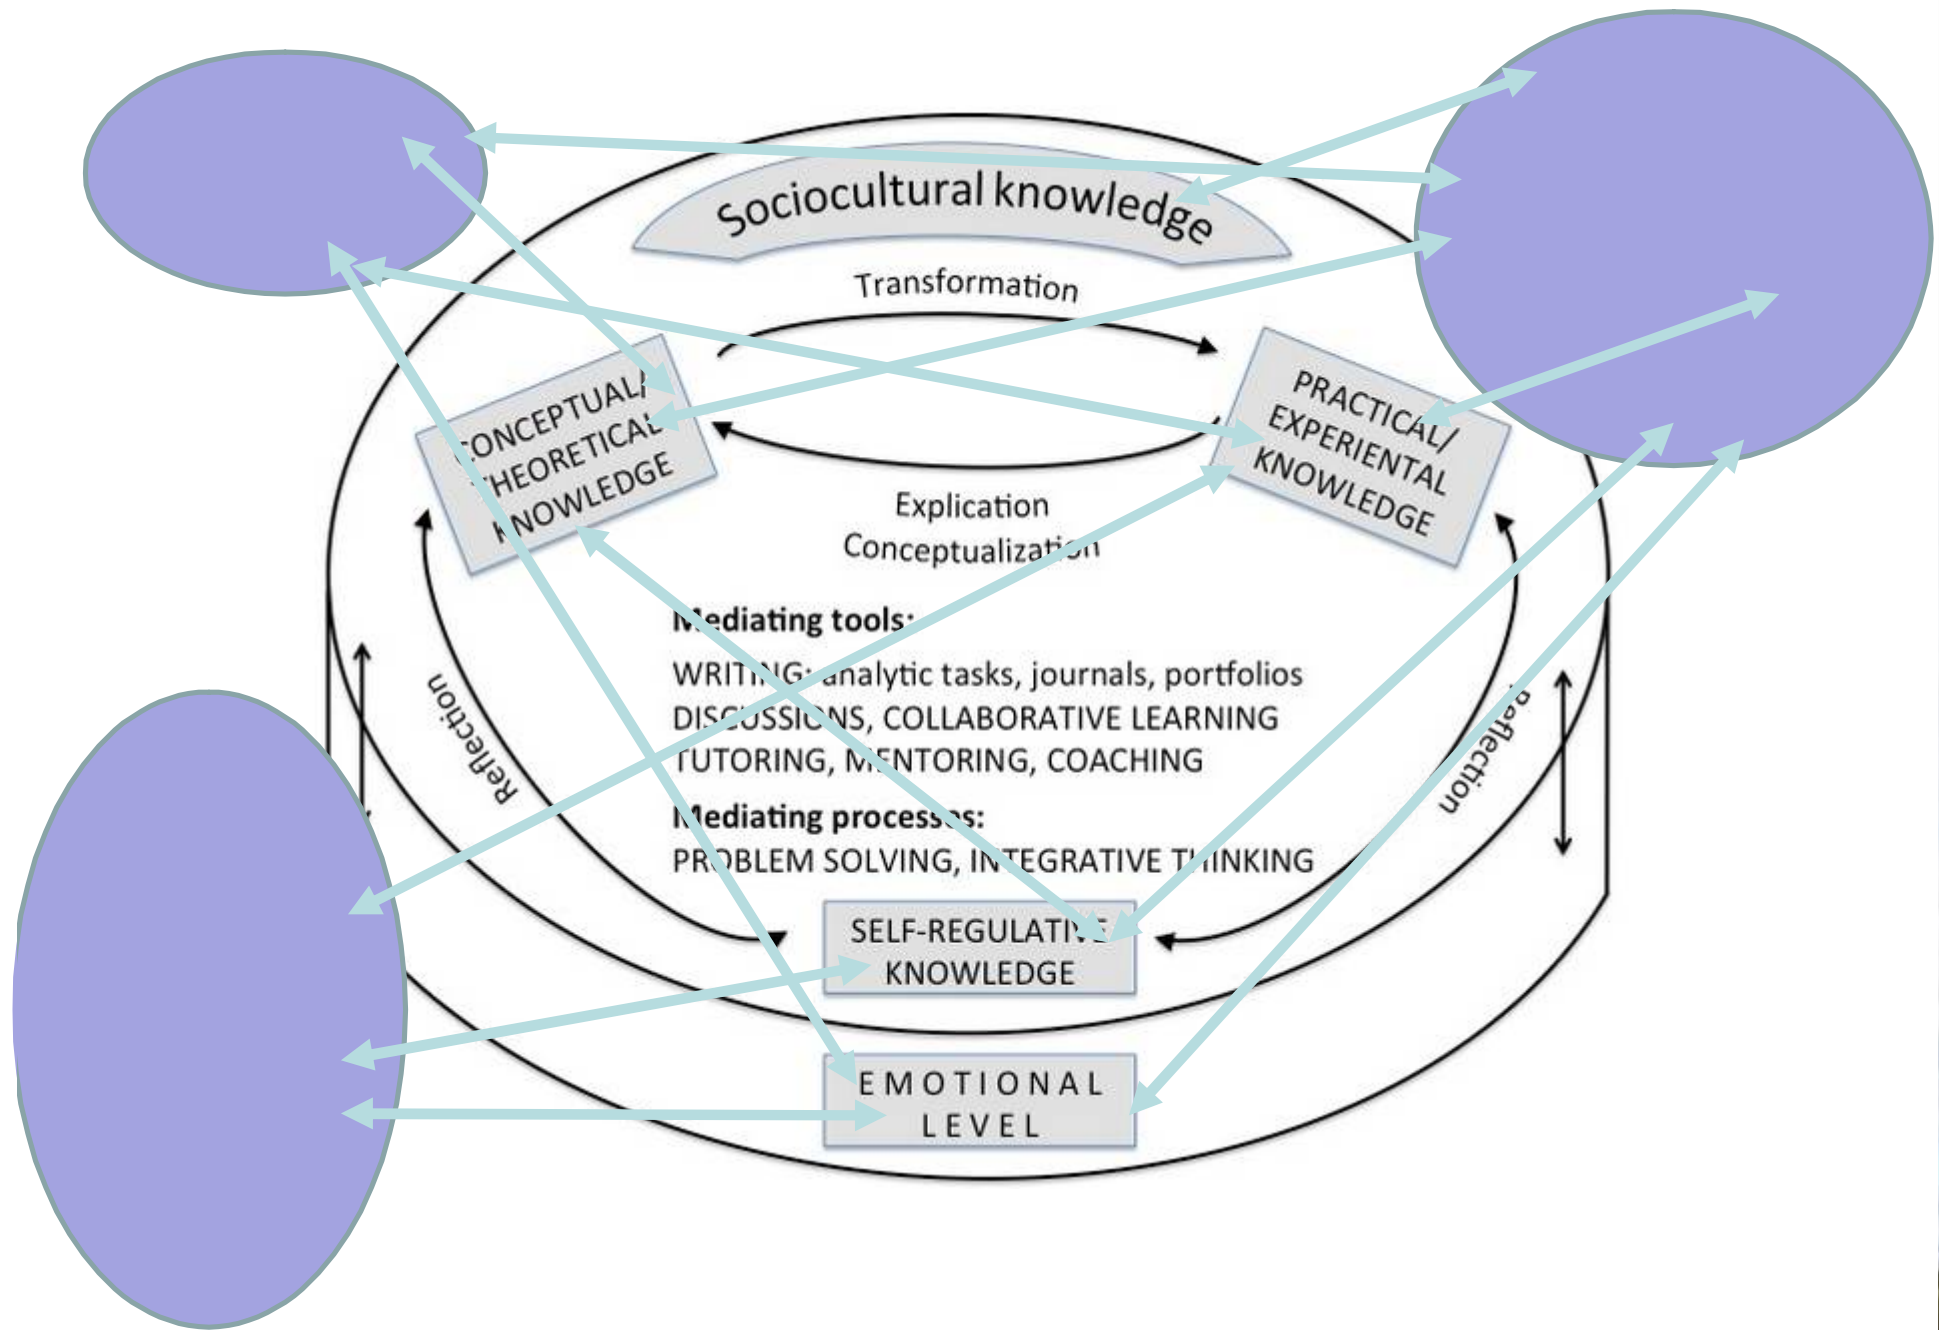 Sociocultural knowledge
Transformation
CONCEPTUAL/
THEORETICAL
KNOWLEDGE
PRACTICAL/
EXPERIENTAL
KNOWLEDGE
Explication
Conceptualization
Mediating tools:
WRITING: analytic tasks, journals, portfolios
DISCUSSIONS, COLLABORATIVE LEARNING
TUTORING, MENTORING, COACHING
Reflection
Reflection
Mediating processes:
PROBLEM SOLVING, INTEGRATIVE THINKING
SELF-REGULATIVE
KNOWLEDGE
EMOTIONAL
LEVEL